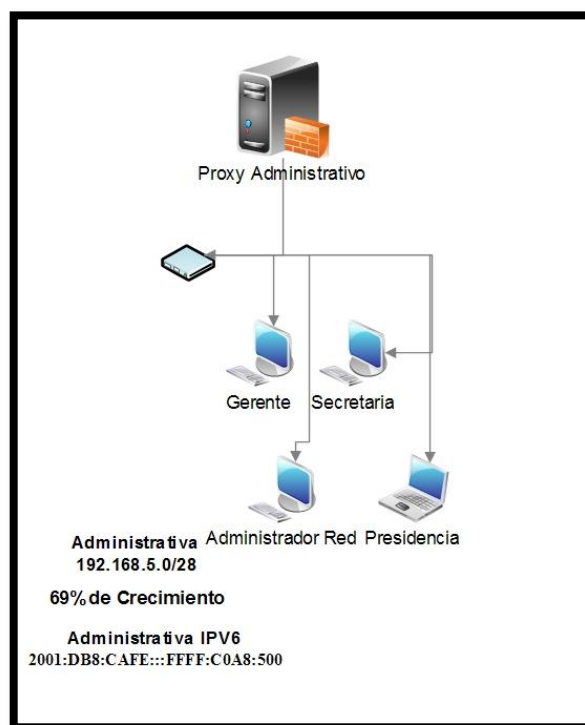 Proxy Administrativo
Gerente
Secretaria
Administrador Red
Presidencia
Administrativa
192.168.5.0/28
69% de Crecimiento
Administrativa IPV6
2001:DB8:CAFE:::FFFF:C0A8:500